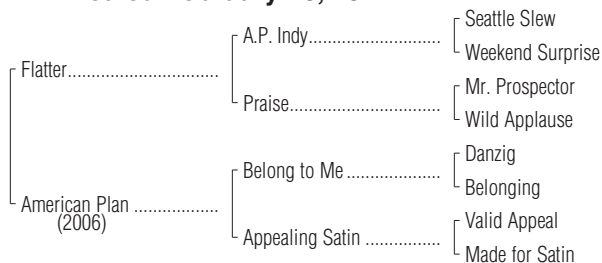 Seattle Slew
A.P. Indy
Weekend Surprise
Flatter
Mr. Prospector
Praise
Wild Applause
Danzig
Belong to Me
Belonging
American Plan
(2006)
Valid Appeal
Appealing Satin
Made for Satin